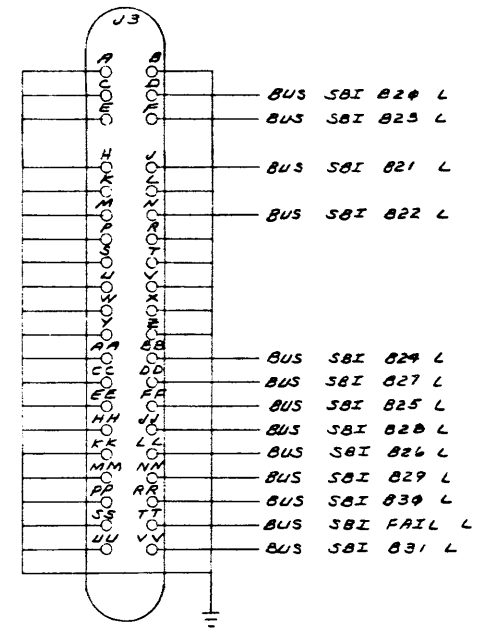 J3
A B
C D BUS SBI B20 L
E F BUS SBI B23 L
H J BUS SBI B21 L
K L
M N BUS SBI B22 L
P R
S T
U V
W X
Y Z
AA BB BUS SBI B24 L
CC DD BUS SBI B27 L
EE FF BUS SBI B25 L
HH JJ BUS SBI B28 L
KK LL BUS SBI B26 L
MM NN BUS SBI B29 L
PP RR BUS SBI B30 L
SS TT BUS SBI FAIL L
UU VV BUS SBI B31 L